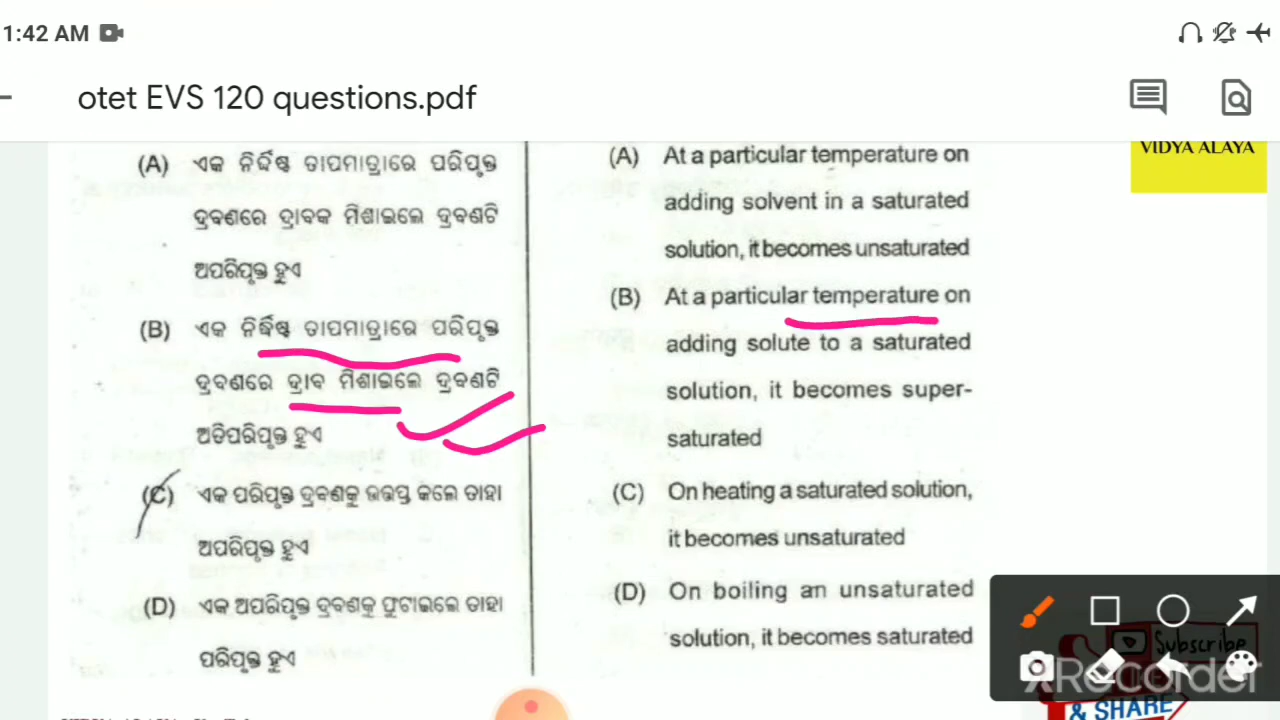 1:42 AM
otet EVS 120 questions.pdf
VIDYA ALAYA
(A) ଏକ ନିର୍ଦ୍ଦିଷ୍ଟ ତାପମାତ୍ରାରେ ପରିପୃକ୍ତ
ଦ୍ରବଣରେ ଦ୍ରାବକ ମିଶାଇଲେ ଦ୍ରବଣଟି
ଅପରିପୃକ୍ତ ହୁଏ
(B) ଏକ ନିର୍ଦ୍ଧିଷ୍ଟ ତାପମାତ୍ରାରେ ପରିପୃକ୍ତ
ଦ୍ରବଣରେ ଦ୍ରାବ ମିଶାଇଲେ ଦ୍ରବଣଟି
ଅତିପରିପୃକ୍ତ ହୁଏ
(C) ଏକ ପରିପୃକ୍ତ ଦ୍ରବଣକୁ ଉତ୍ତପ୍ତ କଲେ ତାହା
ଅପରିପୃକ୍ତ ହୁଏ
(D) ଏକ ଅପରିପୃକ୍ତ ଦ୍ରବଣକୁ ଫୁଟାଇଲେ ତାହା
ପରିପୃକ୍ତ ହୁଏ
(A) At a particular temperature on
adding solvent in a saturated
solution, it becomes unsaturated
(B) At a particular temperature on
adding solute to a saturated
solution, it becomes super-
saturated
(C) On heating a saturated solution,
it becomes unsaturated
(D) On boiling an unsaturated
solution, it becomes saturated
Subscribe
XRecorder
& SHARE